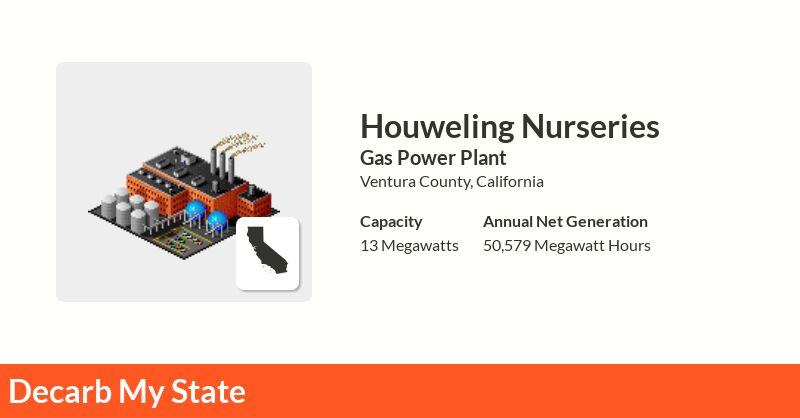 Houweling Nurseries
Gas Power Plant
Ventura County, California
Capacity
13 Megawatts
Annual Net Generation
50,579 Megawatt Hours
Decarb My State